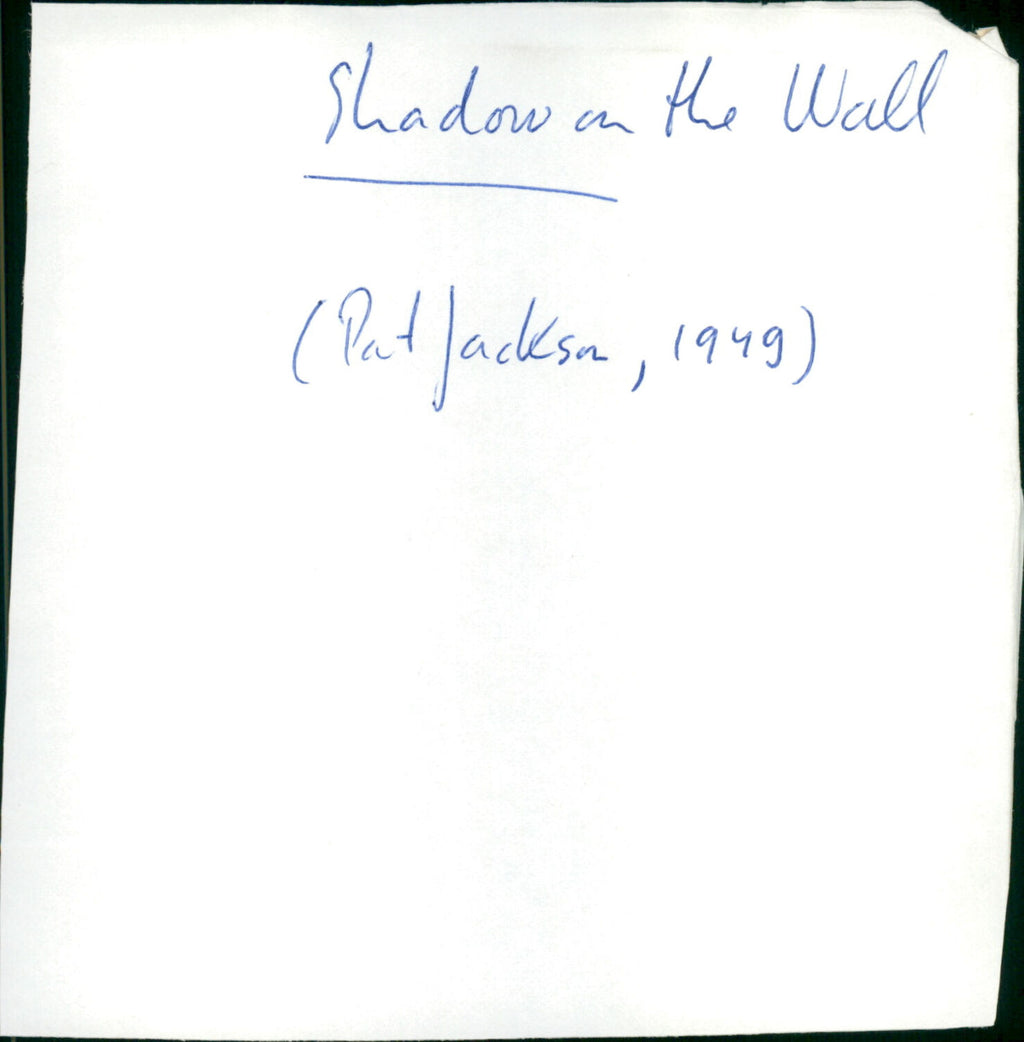 Shadow on the Wall
(Pat Jackson, 1949)